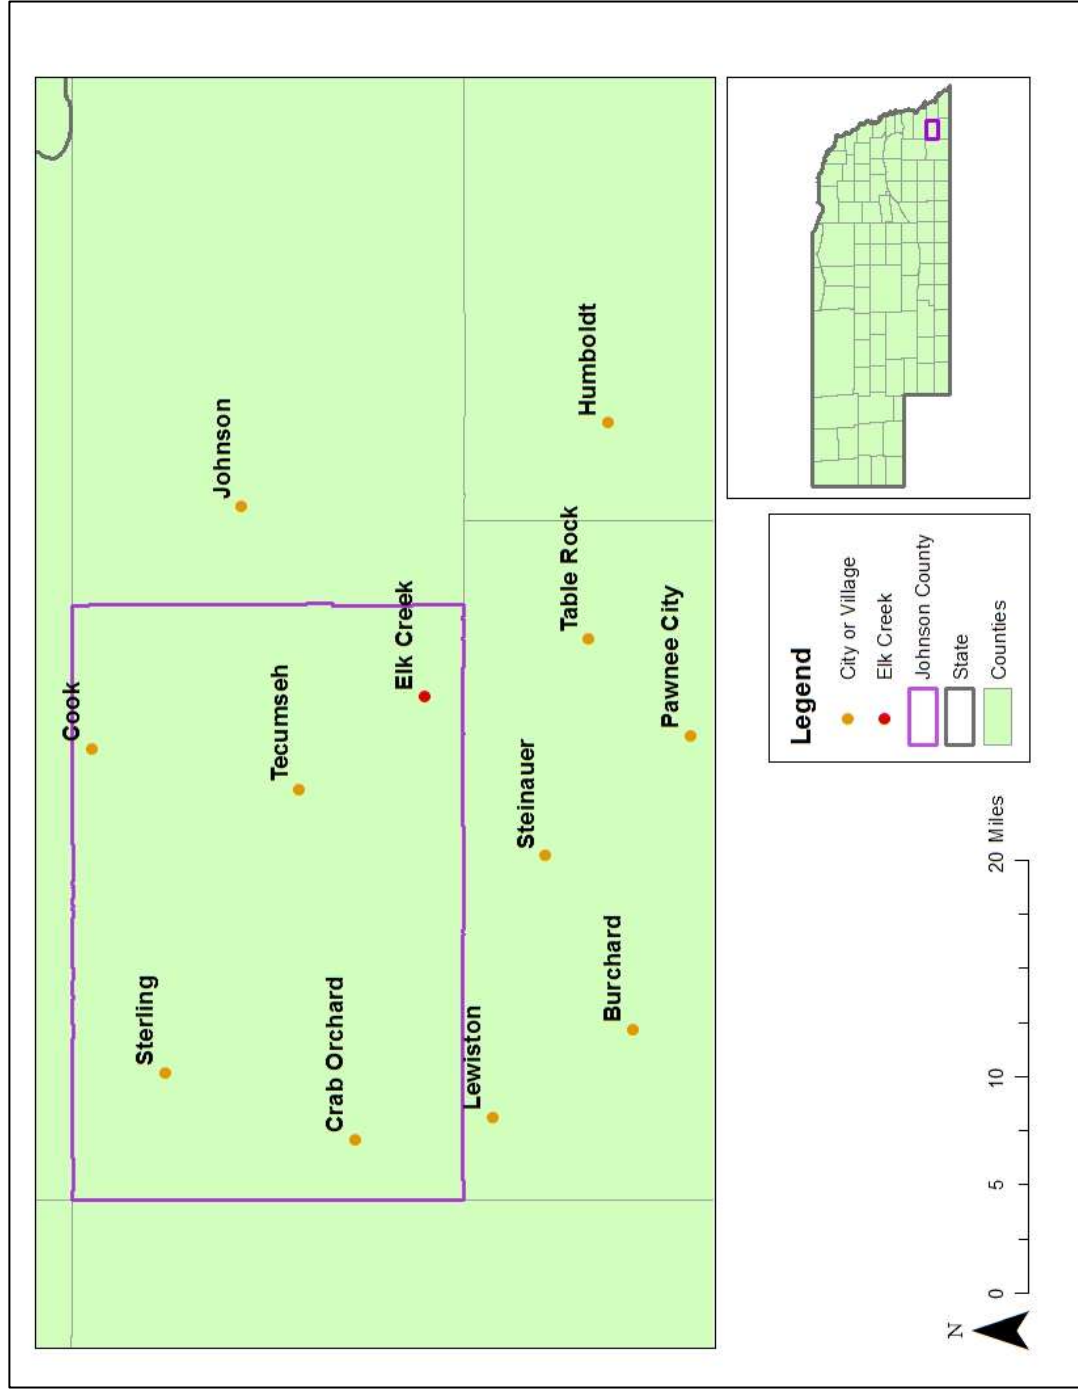 Cook
Sterling
Johnson
Tecumseh
Crab Orchard
Elk Creek
Lewiston
Steinauer
Table Rock
Humboldt
Burchard
Pawnee City
N
0 5 10 20 Miles
Legend
City or Village
Elk Creek
Johnson County
State
Counties